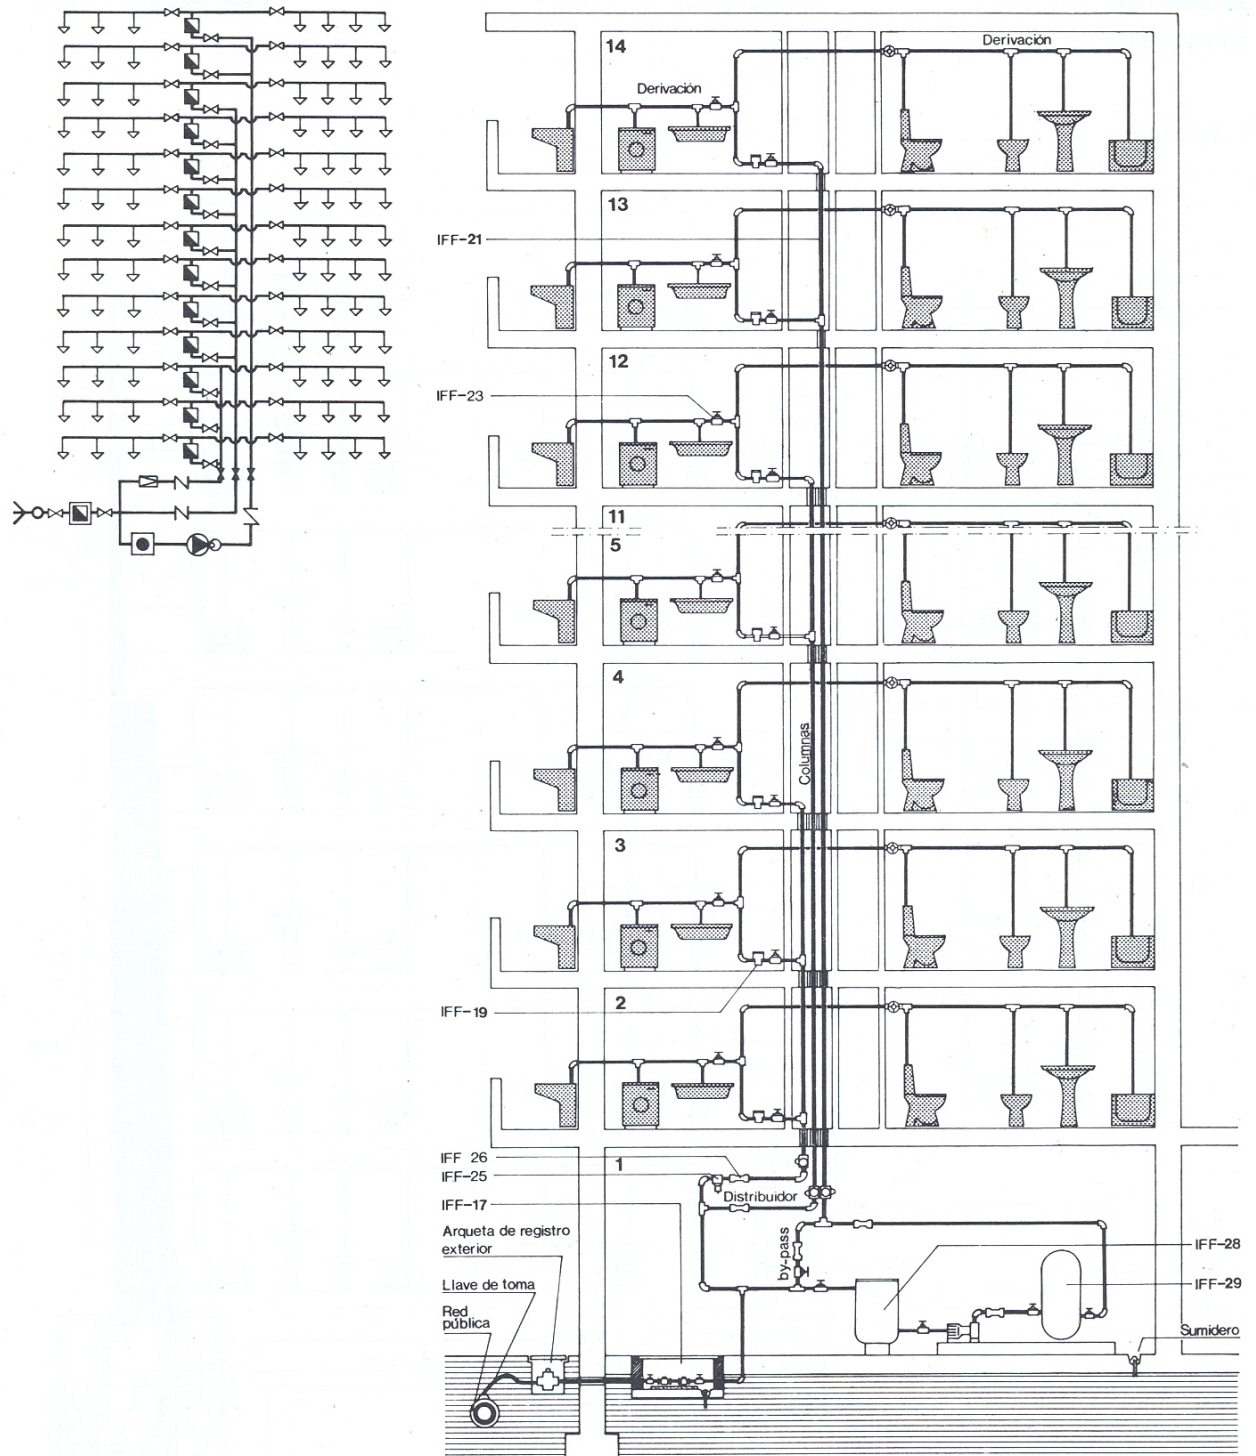 14
Derivación
Derivación
13
IFF-21
12
IFF-23
11
5
4
Columnas
3
IFF-19
2
IFF 26
IFF-25
1
IFF-17
Distribuidor
Arqueta de registro
exterior
by-pass
IFF-28
Llave de toma
IFF-29
Red
pública
Sumidero